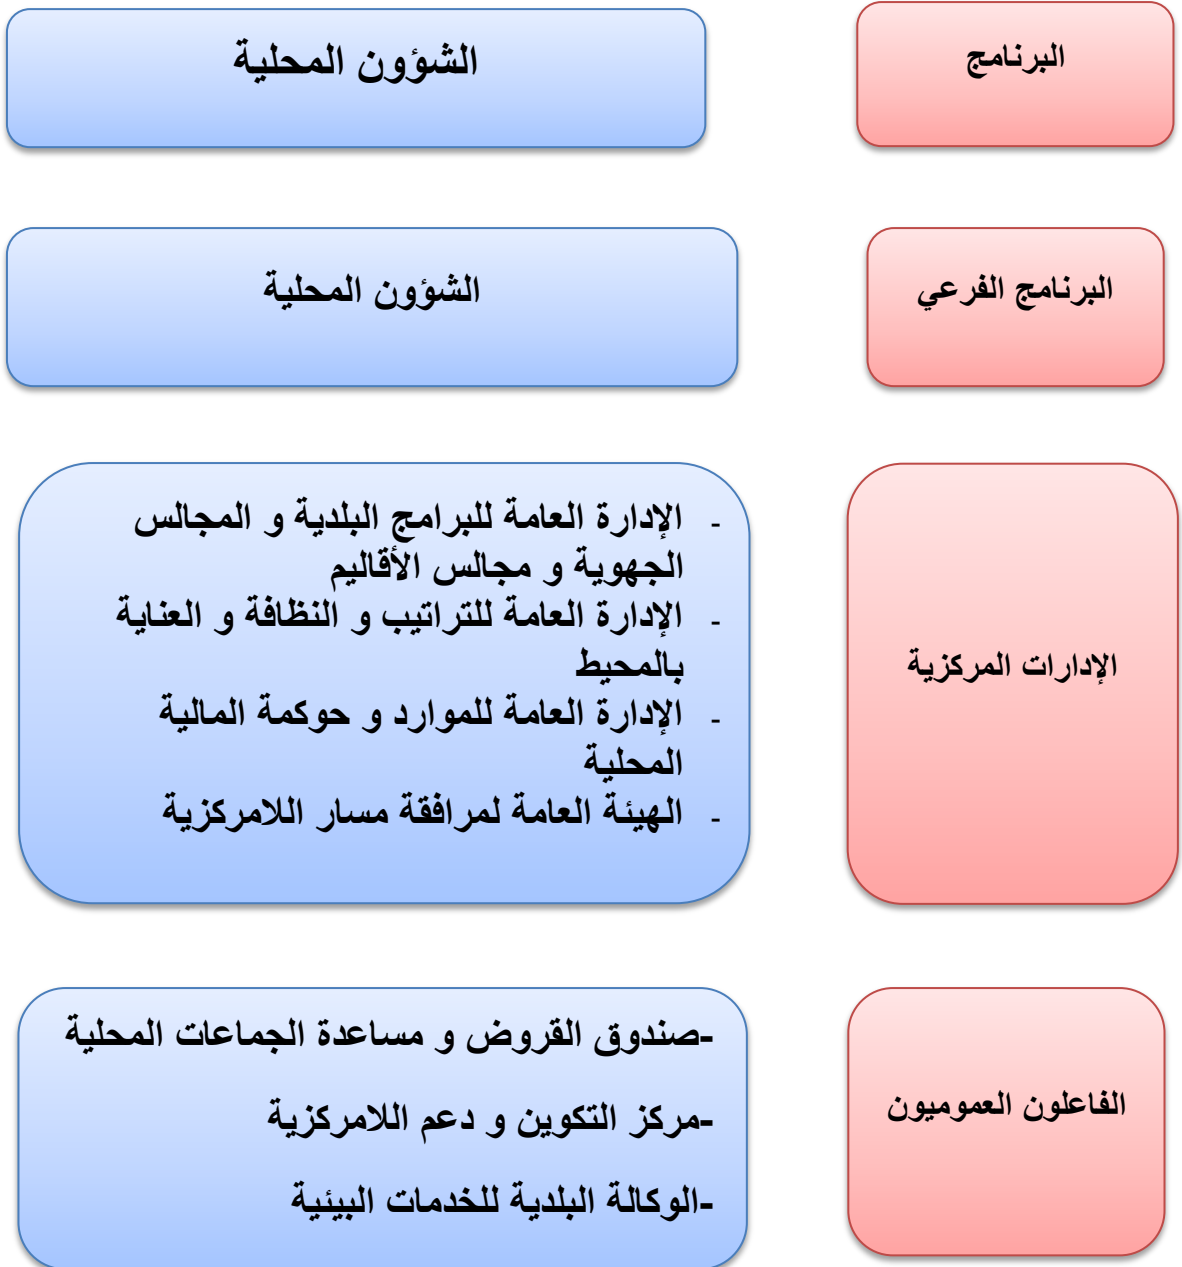 البرنامج
الشؤون المحلية
البرنامج الفرعي
الشؤون المحلية
الإدارات المركزية
- الإدارة العامة للبرامج البلدية و المجالس
الجهوية و مجالس الأقاليم
- الإدارة العامة للتراتيب و النظافة و العناية
بالمحيط
- الإدارة العامة للموارد و حوكمة المالية
المحلية
- الهيئة العامة لمرافقة مسار اللامركزية
الفاعلون العموميون
-صندوق القروض و مساعدة الجماعات المحلية
-مركز التكوين و دعم اللامركزية
-الوكالة البلدية للخدمات البيئية